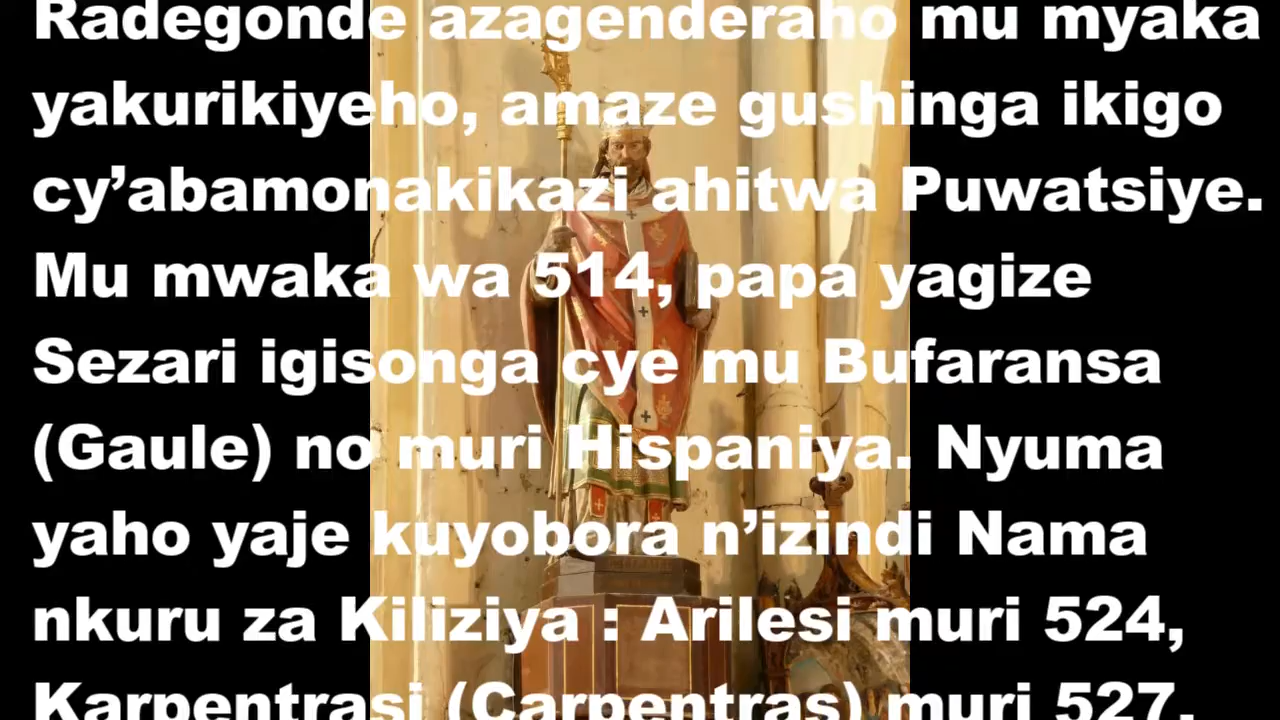 Radegonde azagenderaho mu myaka
yakurikiyeho, amaze gushinga ikigo
cy’abamonakikazi ahitwa Puwatsiye.
Mu mwaka wa 514, papa yagize
Sezari igisonga cye mu Bufaransa
(Gaule) no muri Hispaniya. Nyuma
yaho yaje kuyobora n’izindi Nama
nkuru za Kiliziya : Arilesi muri 524,
Karpentrasi (Carpentras) muri 527,